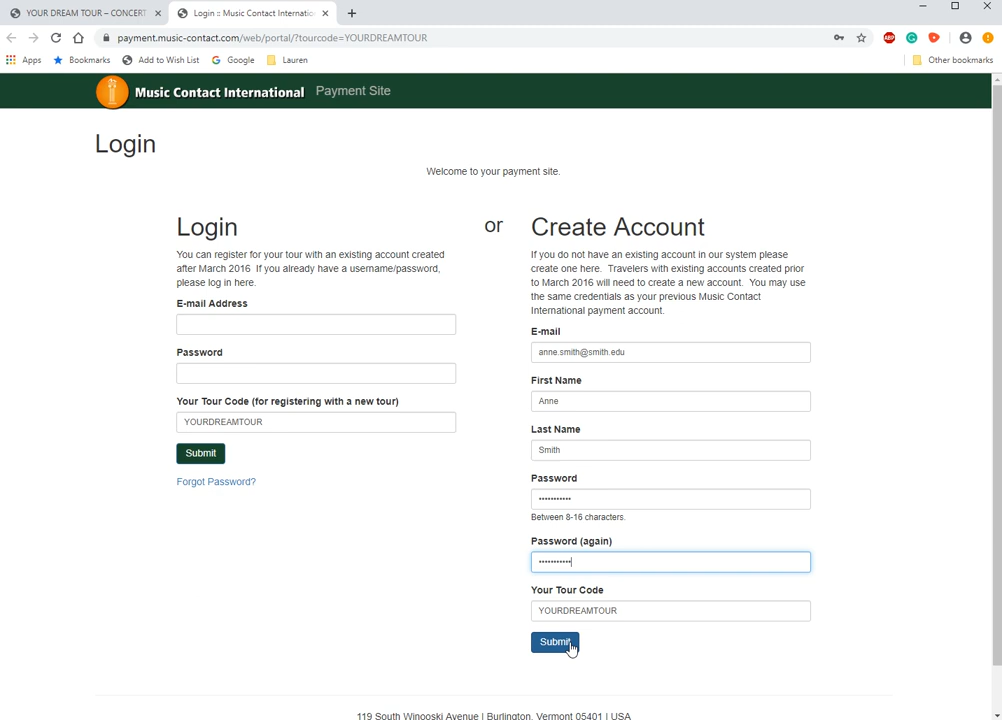 YOUR DREAM TOUR – CONCERT
Login :: Music Contact Internatio
payment.music-contact.com/web/portal/?tourcode=YOURDREAMTOUR
ABP
Apps
Bookmarks
Add to Wish List
Google
Lauren
Other bookmarks
Music Contact International
Payment Site
Login
Welcome to your payment site.
Login
You can register for your tour with an existing account created
after March 2016 If you already have a username/password,
please log in here.
E-mail Address
Password
Your Tour Code (for registering with a new tour)
YOURDREAMTOUR
Submit
Forgot Password?
or
Create Account
If you do not have an existing account in our system please
create one here. Travelers with existing accounts created prior
to March 2016 will need to create a new account. You may use
the same credentials as your previous Music Contact
International payment account.
E-mail
anne.smith@smith.edu
First Name
Anne
Last Name
Smith
Password
•••••••••••
Between 8-16 characters.
Password (again)
•••••••••••
Your Tour Code
YOURDREAMTOUR
Submit
119 South Winooski Avenue | Burlington, Vermont 05401 | USA